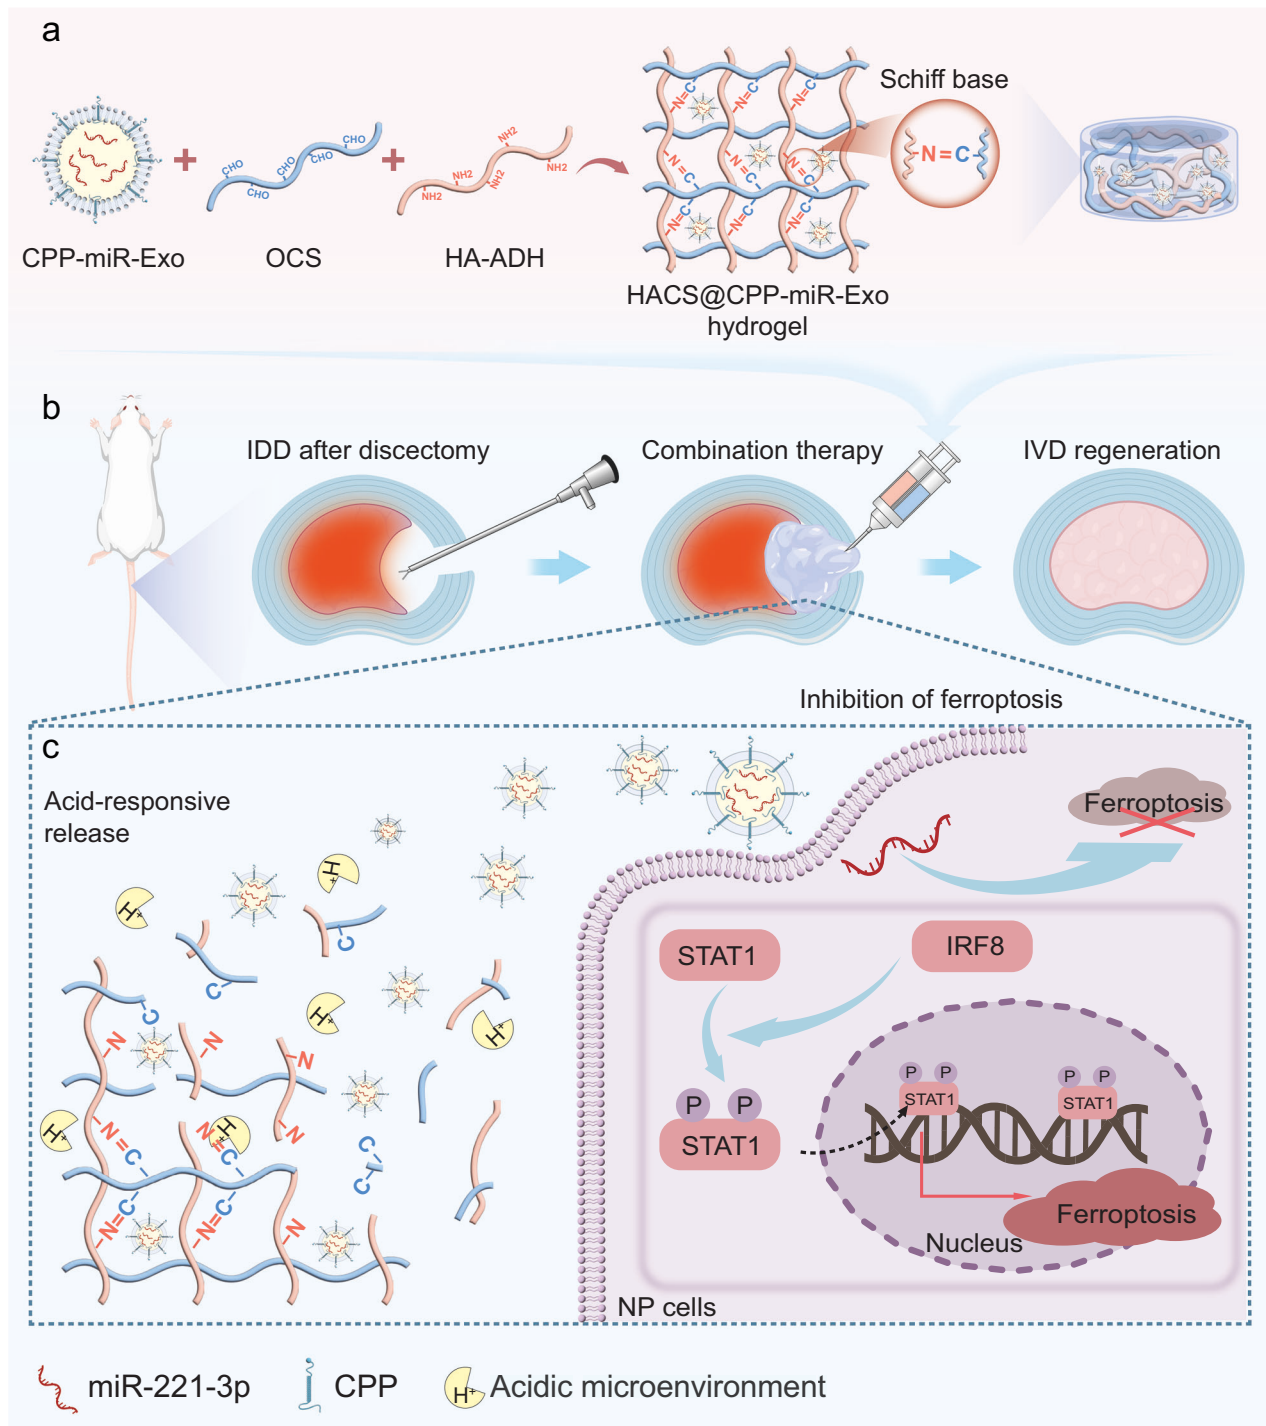 a
CHO
CHO
CHO
CHO
CHO
NH2
NH2
NH2
NH2
NH2
CPP-miR-Exo
OCS
HA-ADH
N=C
N=C
N=C
N=C
N=C
N=C
N=C
N=C
N=C
HACS@CPP-miR-Exo
hydrogel
Schiff base
N=C
b
IDD after discectomy
Combination therapy
IVD regeneration
Inhibition of ferroptosis
c
Acid-responsive
release
H+
H+
H+
H+
H+
H+
C
C
C
N
N
N
N=C
N=C
N
C
C
N=C
N=C
N
Ferroptosis
STAT1
IRF8
P
P
STAT1
P
P
STAT1
P
P
STAT1
Ferroptosis
Nucleus
NP cells
miR-221-3p
CPP
H+
Acidic microenvironment